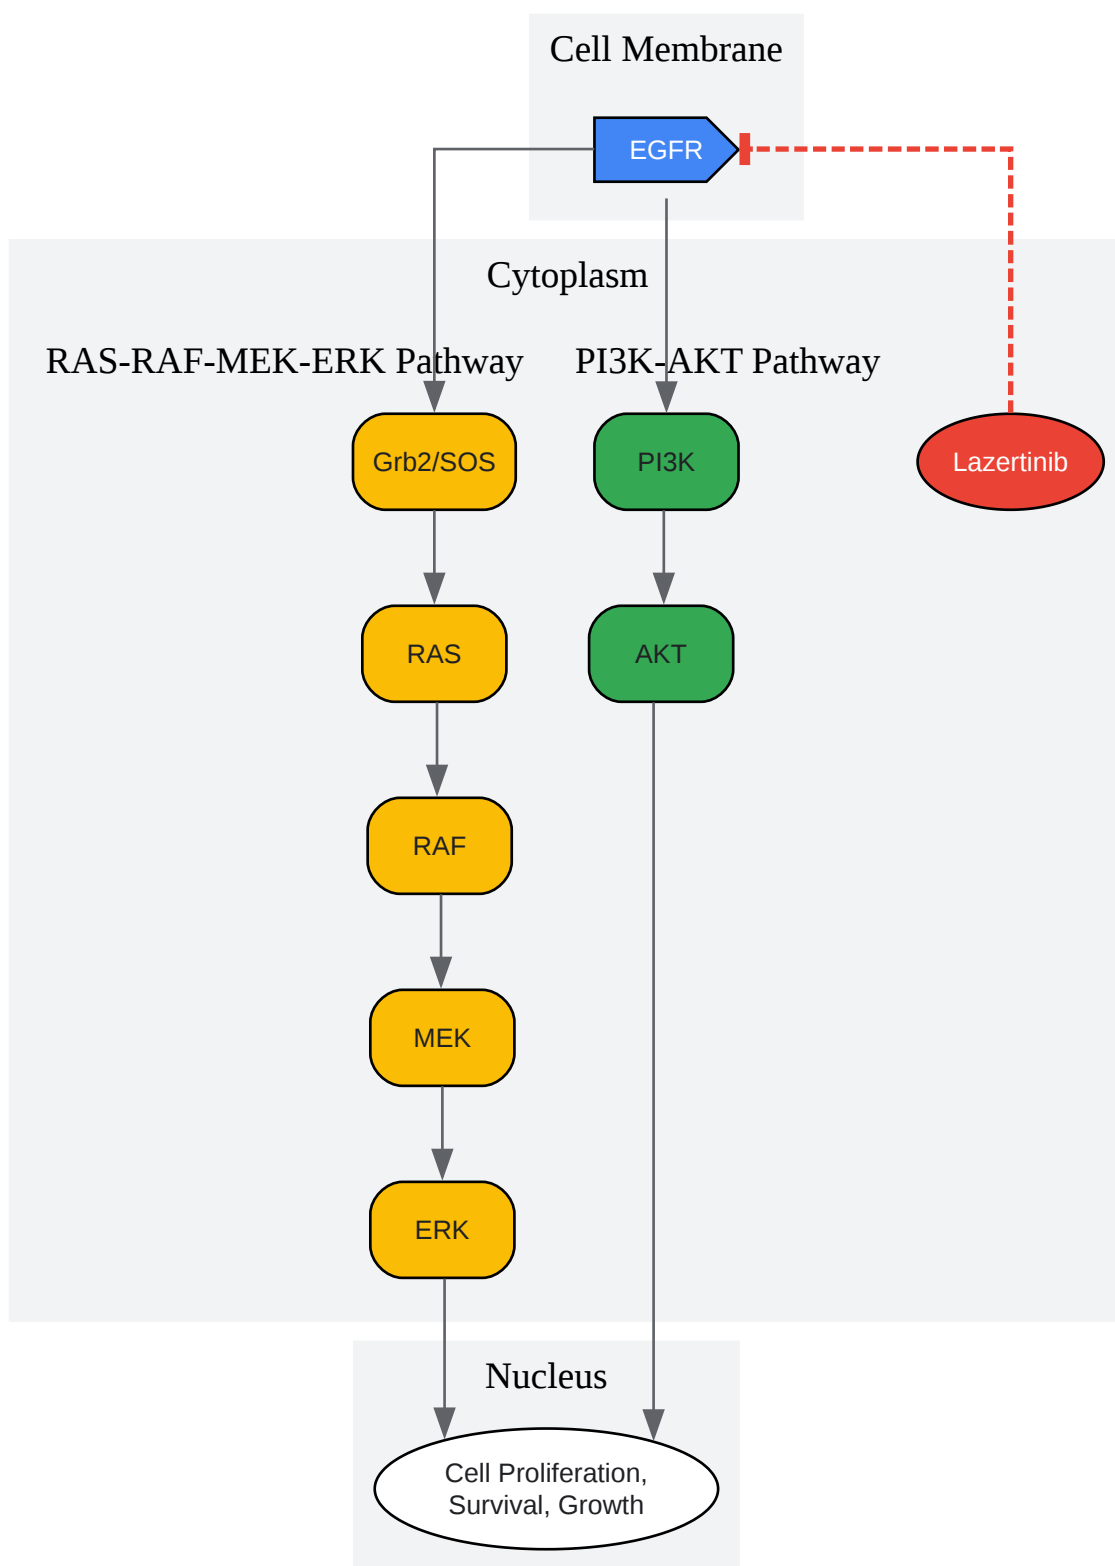 Cell Membrane
EGFR
Cytoplasm
RAS-RAF-MEK-ERK Pathway
PI3K-AKT Pathway
Grb2/SOS
PI3K
Lazertinib
RAS
AKT
RAF
MEK
ERK
Nucleus
Cell Proliferation,
Survival, Growth